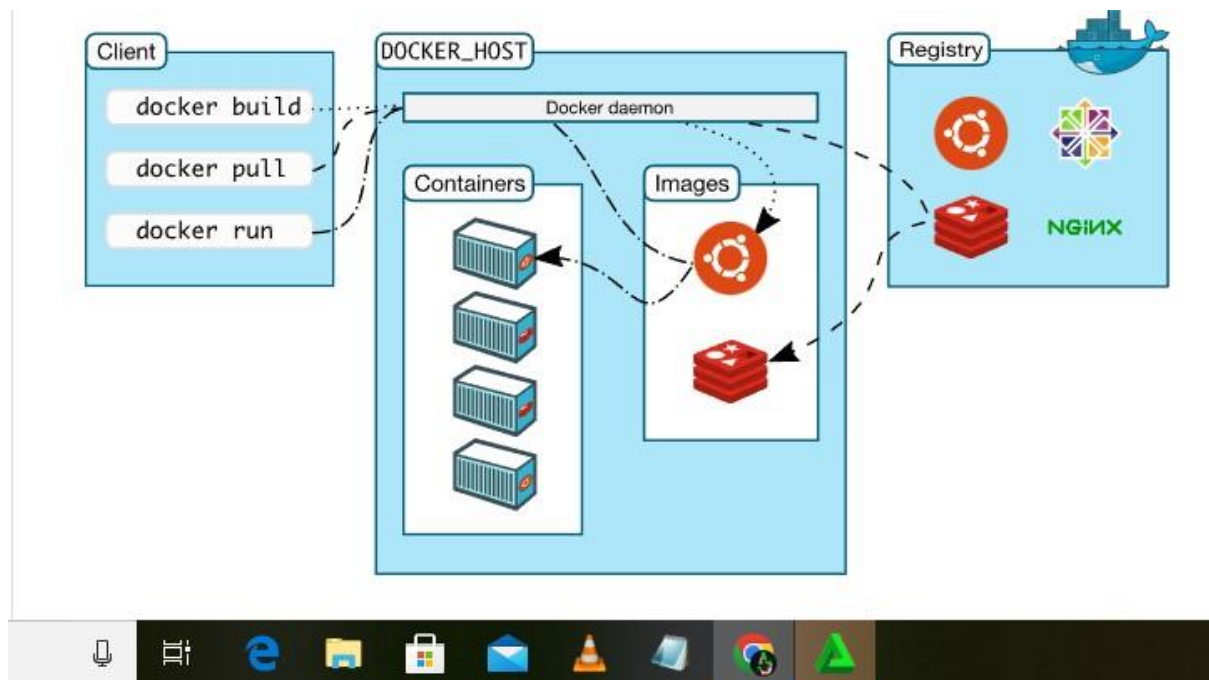 Client
docker build
docker pull
docker run
DOCKER_HOST
Docker daemon
Containers
Images
Registry
NGiNX